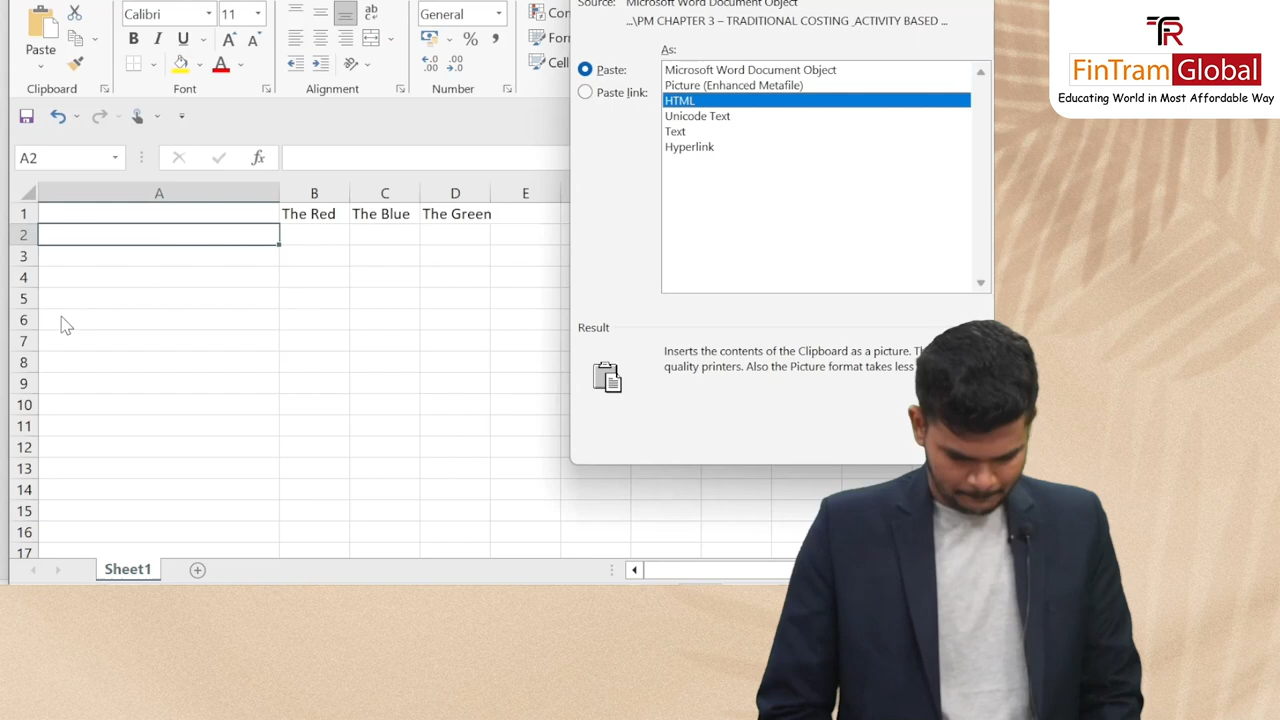 Source: Microsoft Word Document Object
...\PM CHAPTER 3 – TRADITIONAL COSTING ,ACTIVITY BASED ...
As:
Paste:
Paste link:
Microsoft Word Document Object
Picture (Enhanced Metafile)
HTML
Unicode Text
Text
Hyperlink
Result
Inserts the contents of the Clipboard as a picture.
quality printers. Also the Picture format takes less
Calibri 11
General
Paste
B I U A A
Clipboard Font Alignment Number
A2
fx
A B C D E
1 The Red The Blue The Green
2
3
4
5
6
7
8
9
10
11
12
13
14
15
16
17
Sheet1
TR
FinTram Global
Educating World in Most Affordable Way